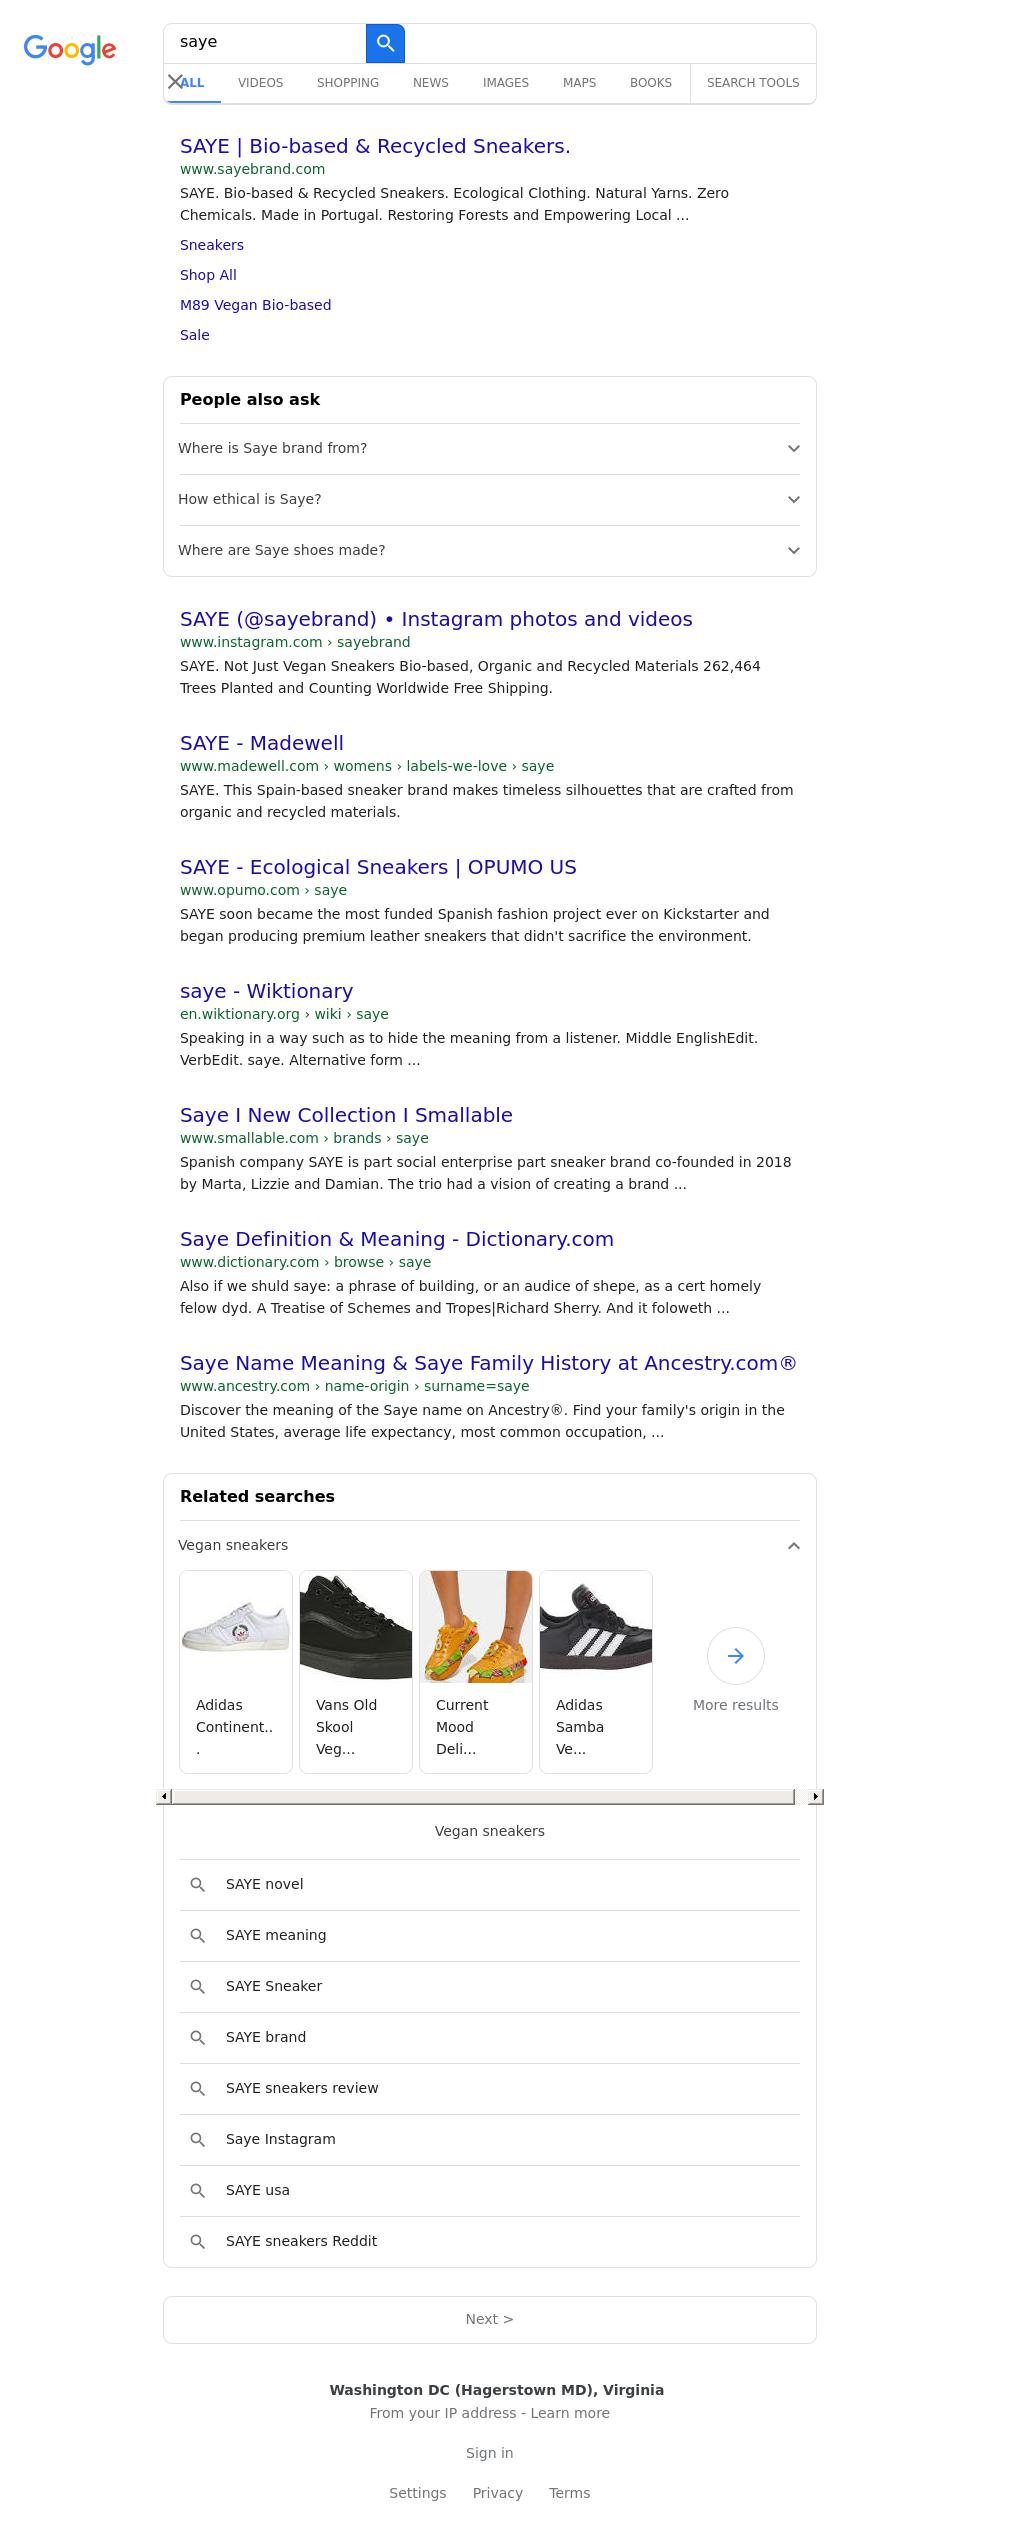 Google
saye
ALL VIDEOS SHOPPING NEWS IMAGES MAPS BOOKS SEARCH TOOLS
SAYE | Bio-based & Recycled Sneakers.
www.sayebrand.com
SAYE. Bio-based & Recycled Sneakers. Ecological Clothing. Natural Yarns. Zero
Chemicals. Made in Portugal. Restoring Forests and Empowering Local ...
Sneakers
Shop All
M89 Vegan Bio-based
Sale
People also ask
Where is Saye brand from?
How ethical is Saye?
Where are Saye shoes made?
SAYE (@sayebrand) • Instagram photos and videos
www.instagram.com › sayebrand
SAYE. Not Just Vegan Sneakers Bio-based, Organic and Recycled Materials 262,464
Trees Planted and Counting Worldwide Free Shipping.
SAYE - Madewell
www.madewell.com › womens › labels-we-love › saye
SAYE. This Spain-based sneaker brand makes timeless silhouettes that are crafted from
organic and recycled materials.
SAYE - Ecological Sneakers | OPUMO US
www.opumo.com › saye
SAYE soon became the most funded Spanish fashion project ever on Kickstarter and
began producing premium leather sneakers that didn't sacrifice the environment.
saye - Wiktionary
en.wiktionary.org › wiki › saye
Speaking in a way such as to hide the meaning from a listener. Middle EnglishEdit.
VerbEdit. saye. Alternative form ...
Saye I New Collection I Smallable
www.smallable.com › brands › saye
Spanish company SAYE is part social enterprise part sneaker brand co-founded in 2018
by Marta, Lizzie and Damian. The trio had a vision of creating a brand ...
Saye Definition & Meaning - Dictionary.com
www.dictionary.com › browse › saye
Also if we shuld saye: a phrase of building, or an audice of shepe, as a cert homely
felow dyd. A Treatise of Schemes and Tropes|Richard Sherry. And it foloweth ...
Saye Name Meaning & Saye Family History at Ancestry.com®
www.ancestry.com › name-origin › surname=saye
Discover the meaning of the Saye name on Ancestry®. Find your family's origin in the
United States, average life expectancy, most common occupation, ...
Related searches
Vegan sneakers
Adidas
Continent..
.
Vans Old
Skool
Veg...
Current
Mood
Deli...
Adidas
Samba
Ve...
More results
Vegan sneakers
SAYE novel
SAYE meaning
SAYE Sneaker
SAYE brand
SAYE sneakers review
Saye Instagram
SAYE usa
SAYE sneakers Reddit
Next >
Washington DC (Hagerstown MD), Virginia
From your IP address - Learn more
Sign in
Settings Privacy Terms